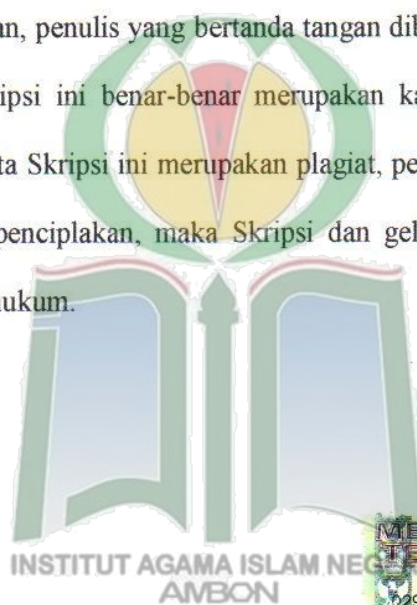 an, penulis yang bertanda tangan dib
ipsi ini benar-benar merupakan ka
ta Skripsi ini merupakan plagiat, pe
penciplakan, maka Skripsi dan gel
ukum.
INSTITUT AGAMA ISLAM NEG
AMBON